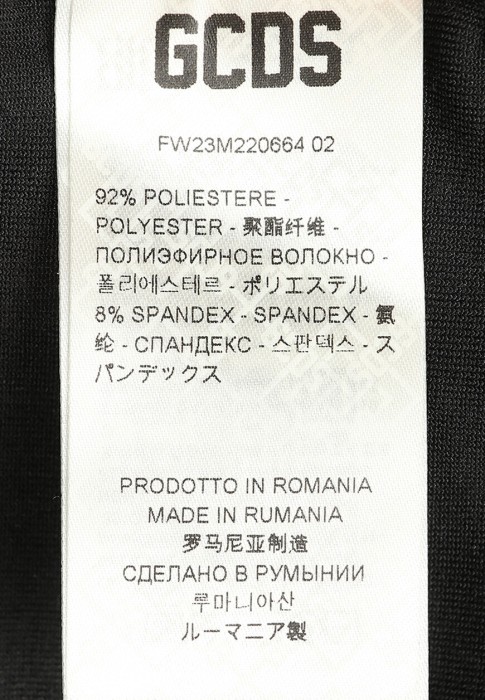 GCDS
FW23M220664 02
92% POLIESTERE -
POLYESTER - 聚酯纤维 -
ПОЛИЭФИРНОЕ ВОЛОКНО -
폴리에스테르 - ポリエステル
8% SPANDEX - SPANDEX - 氨
纶 - СПАНДЕКС - 스판덱스 - ス
パンデックス
PRODOTTO IN ROMANIA
MADE IN RUMANIA
罗马尼亚制造
СДЕЛАНО В РУМЫНИИ
루마니아산
ルーマニア製